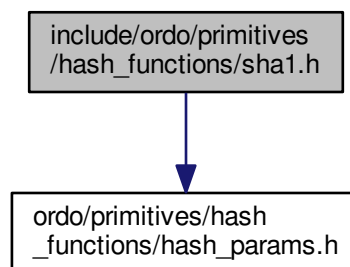 include/ordo/primitives
/hash_functions/sha1.h
ordo/primitives/hash
_functions/hash_params.h